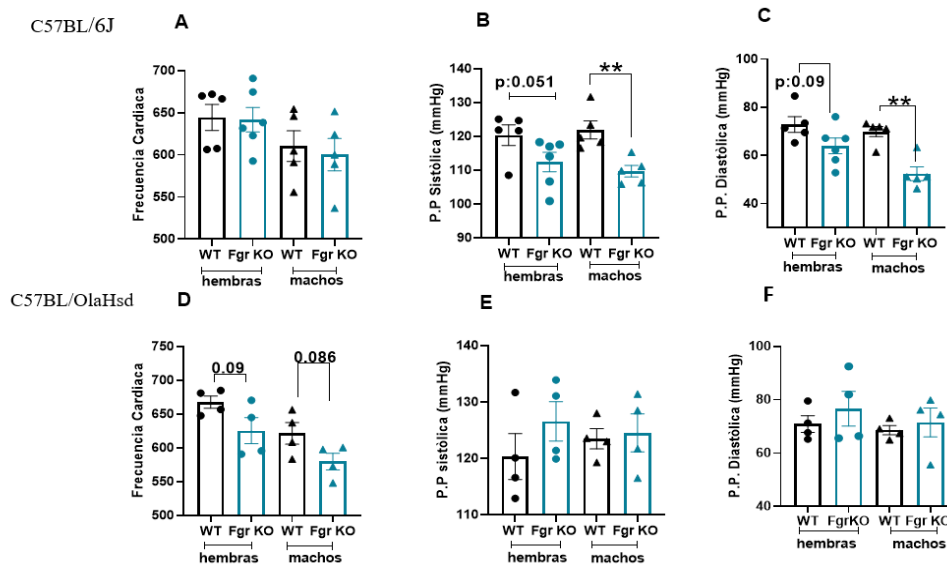 C57BL/6J
A
Frecuencia Cardiaca
700
650
600
550
500
WT Fgr KO WT Fgr KO
hembras machos
B
P.P Sistòlica (mmHg)
140
130
120
110
100
90
p:0.051
**
WT Fgr KO WT Fgr KO
hembras machos
C
P.P. Diastòlica (mmHg)
100
80
60
40
p:0.09
**
WT Fgr KO WT Fgr KO
hembras machos
C57BL/OlaHsd
D
Frecuencia Cardiaca
750
700
650
600
550
500
0.09
0.086
WT Fgr KO WT Fgr KO
hembras machos
E
P.P sistòlica (mmHg)
140
130
120
110
WT Fgr KO WT Fgr KO
hembras machos
F
P.P. Diastòlica (mmHg)
100
80
60
40
WT FgrKO WT Fgr KO
hembras machos